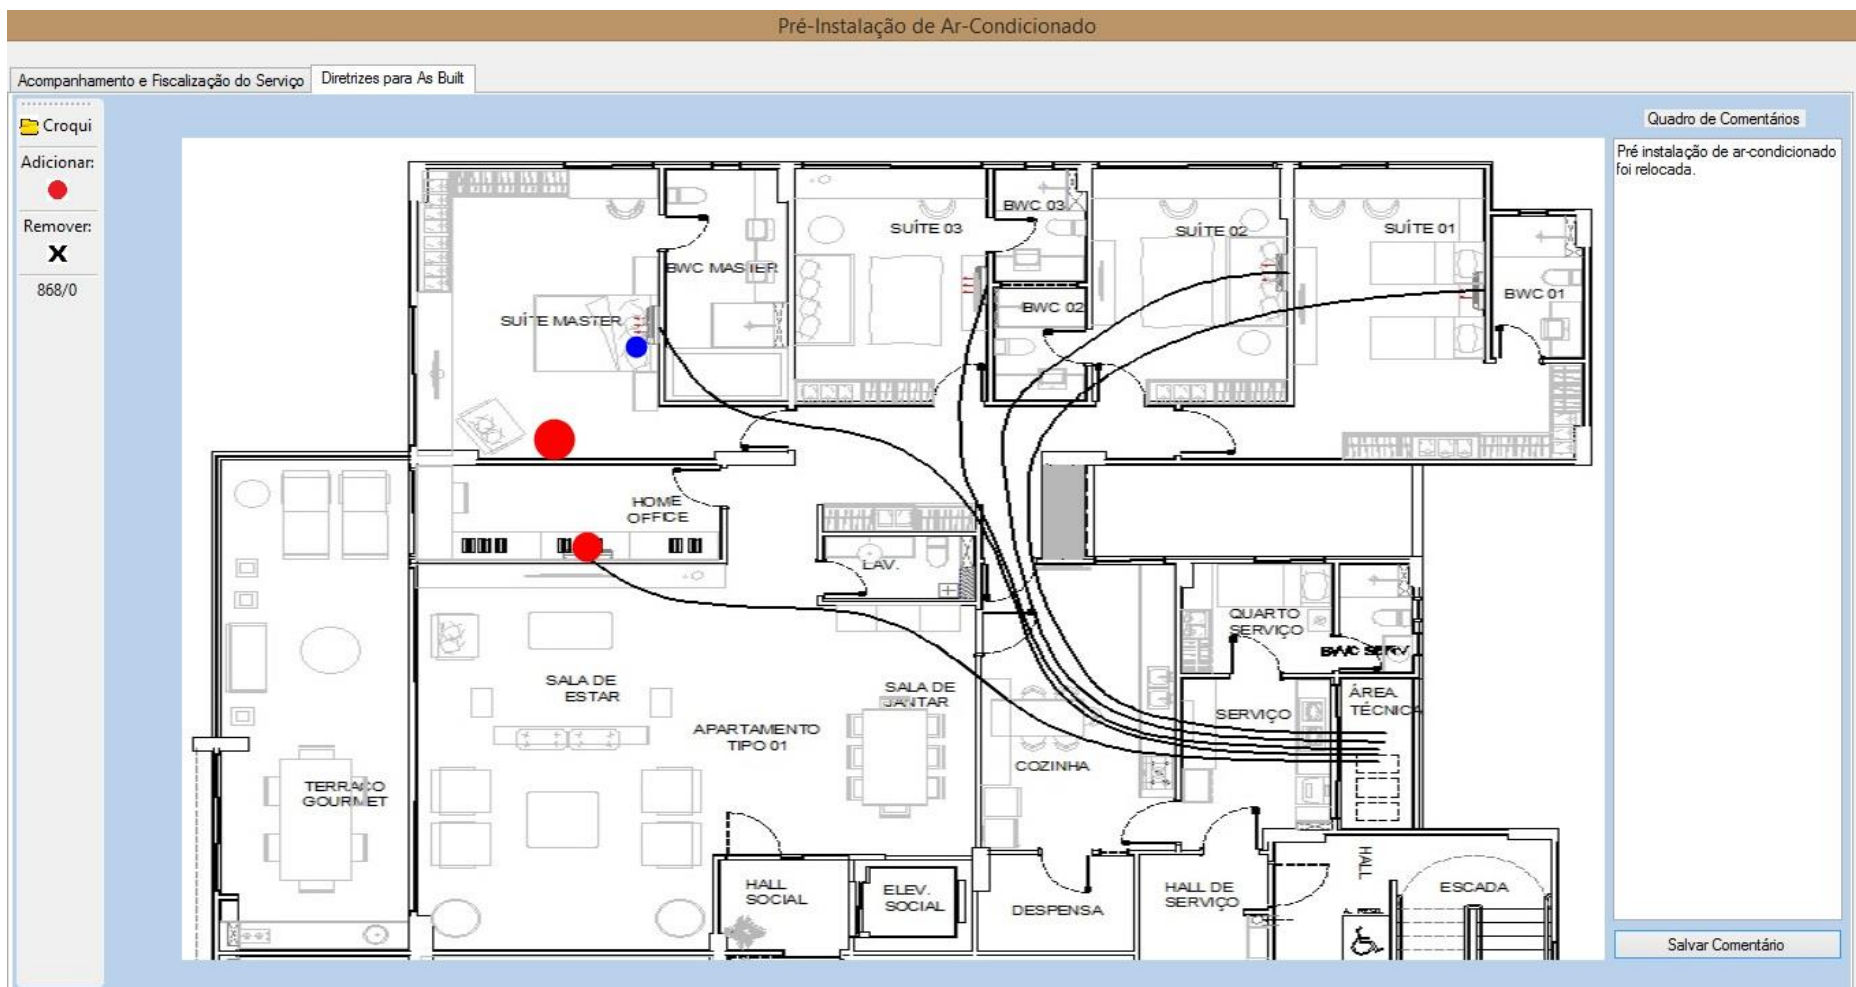 Pré-Instalação de Ar-Condicionado
Acompanhamento e Fiscalização do Serviço
Diretrizes para As Built
Croqui
Adicionar:
Remover:
X
868/0
Quadro de Comentários
Pré instalação de ar-condicionado
foi relocada.
Salvar Comentário
BWC 03
SUÍTE 03
SUÍTE 02
SUÍTE 01
BWC MASTER
BWC 02
BWC 01
SUÍTE MASTER
HOME
OFFICE
LAV.
QUARTO
SERVIÇO
BWC SERV.
SALA DE
ESTAR
SALA DE
JANTAR
ÁREA
TÉCNICA
SERVIÇO
APARTAMENTO
TIPO 01
COZINHA
TERRAÇO
GOURMET
HALL
SOCIAL
ELEV.
SOCIAL
DESPENSA
HALL DE
SERVIÇO
HALL
ESCADA